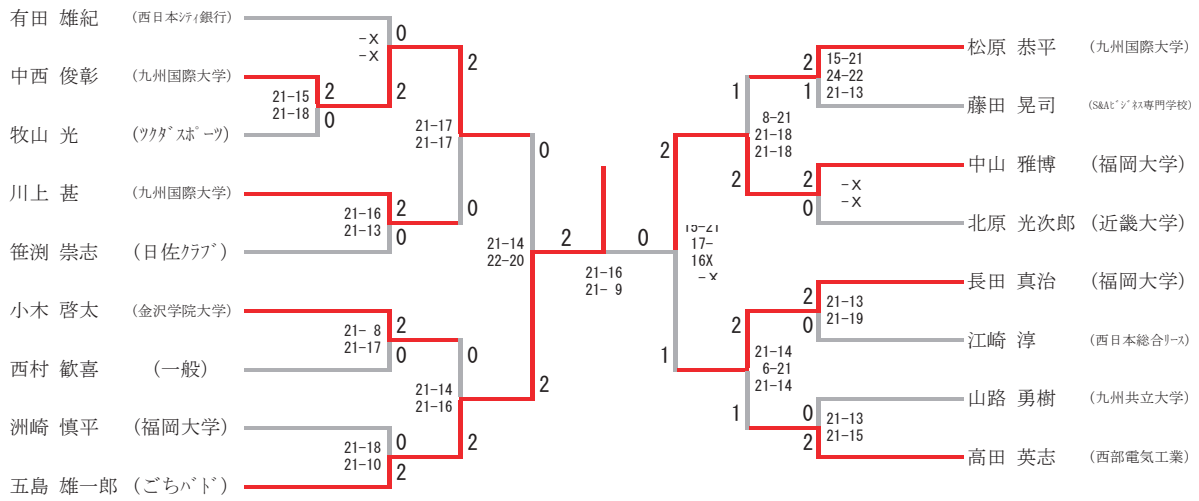 有田 雄紀 (西日本シティ銀行)
中西 俊彰 (九州国際大学)
牧山 光 (ツクダスポーツ)
川上 甚 (九州国際大学)
笹渕 崇志 (日佐クラブ)
小木 啓太 (金沢学院大学)
西村 歓喜 (一般)
洲崎 慎平 (福岡大学)
五島 雄一郎 (ごちバド)
0
-X
-X
2
21-15
21-18
2
0
2
21-17
21-17
0
21-16
21-13
2
0
0
21-14
22-20
2
21- 8
21-17
2
0
0
21-14
21-16
2
21-18
21-10
0
2
2
0
21-16
21- 9
松原 恭平 (九州国際大学)
藤田 晃司 (S&Aビジネス専門学校)
中山 雅博 (福岡大学)
北原 光次郎 (近畿大学)
長田 真治 (福岡大学)
江崎 淳 (西日本総合リース)
山路 勇樹 (九州共立大学)
高田 英志 (西部電気工業)
2
15-21
24-22
21-13
1
1
8-21
21-18
21-18
2
2
-X
-X
0
2
15-21
17-
16X
-X
1
2
21-13
21-19
0
2
21-14
6-21
21-14
1
0
21-13
21-15
2